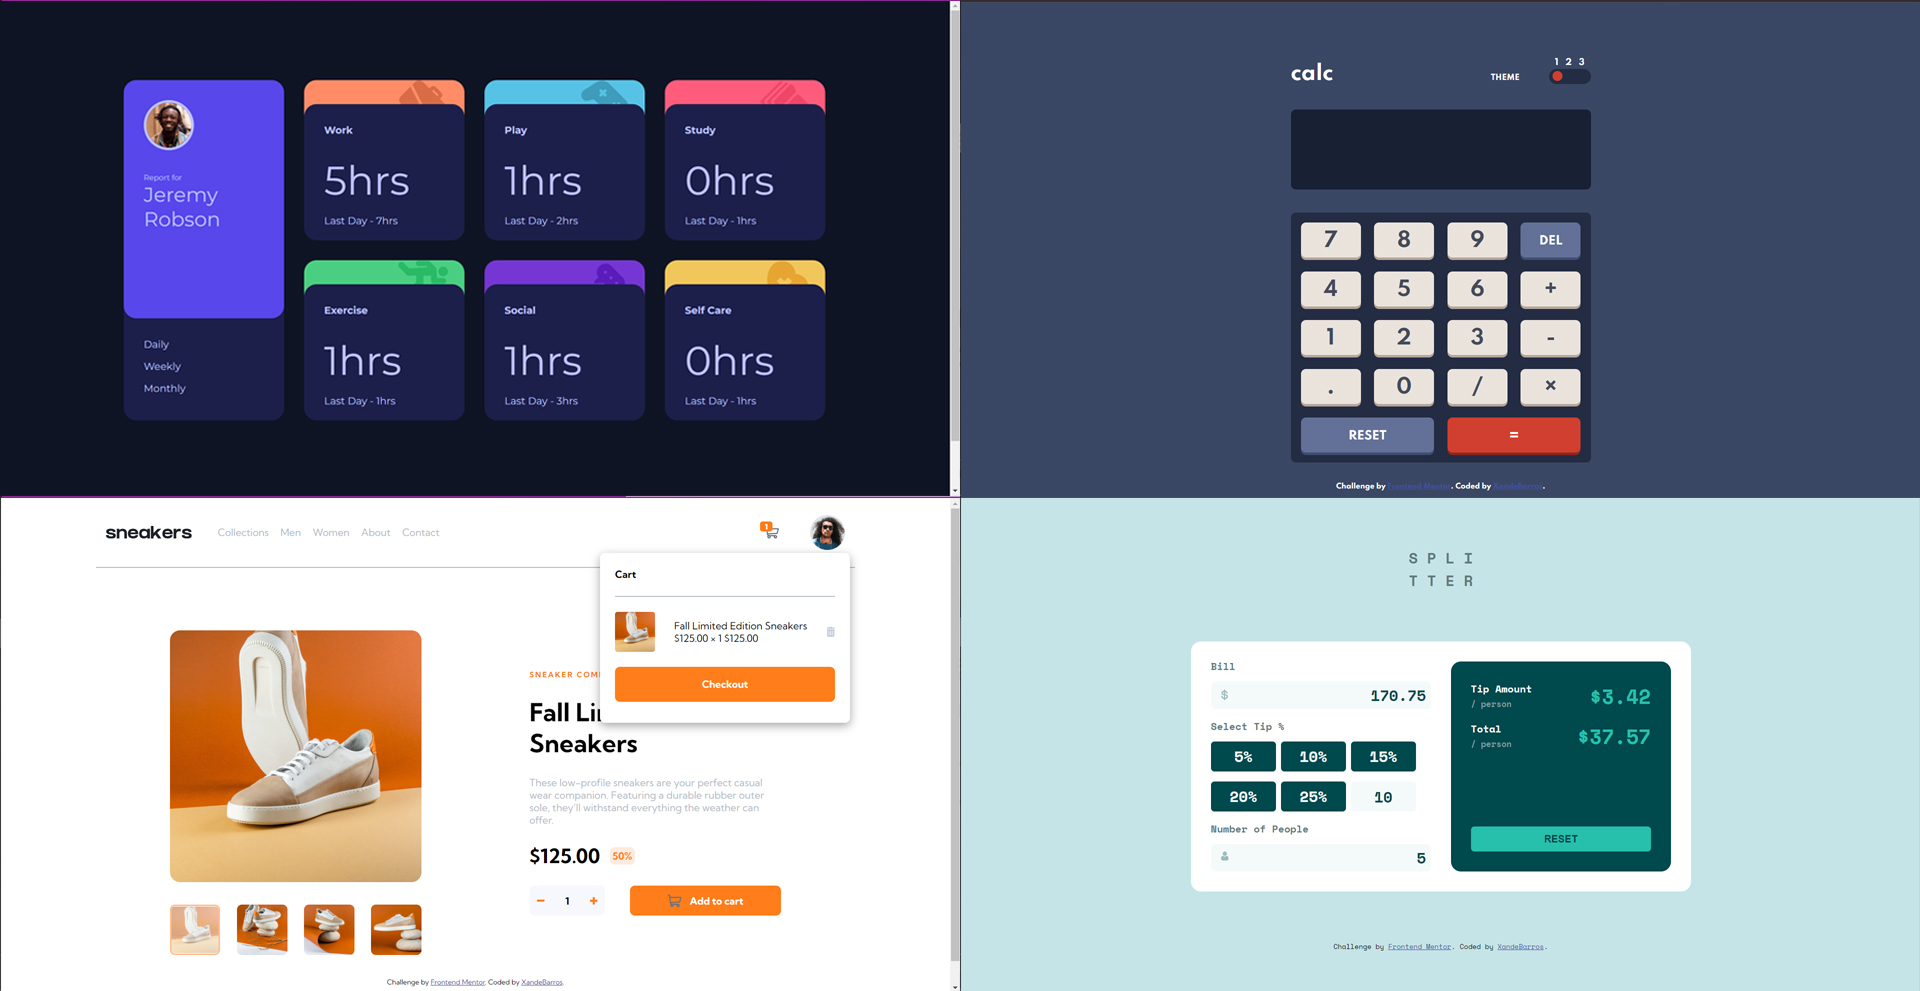 Report for
Jeremy
Robson
Daily
Weekly
Monthly
Work
5hrs
Last Day - 7hrs
Play
1hrs
Last Day - 2hrs
Study
0hrs
Last Day - 1hrs
Exercise
1hrs
Last Day - 1hrs
Social
1hrs
Last Day - 3hrs
Self Care
0hrs
Last Day - 1hrs
calc
THEME
1 2 3
7 8 9 DEL
4 5 6 +
1 2 3 -
. 0 / ×
RESET =
Challenge by Frontend Mentor. Coded by XandeBarros.
sneakers Collections Men Women About Contact
1
Cart
Fall Limited Edition Sneakers
$125.00 × 1 $125.00
Checkout
SNEAKER COM
Fall Li
Sneakers
These low-profile sneakers are your perfect casual
wear companion. Featuring a durable rubber outer
sole, they'll withstand everything the weather can
offer.
$125.00 50%
- 1 + Add to cart
Challenge by Frontend Mentor. Coded by XandeBarros.
SPLI
TTER
Bill
$ 170.75
Select Tip %
5% 10% 15%
20% 25% 10
Number of People
5
Tip Amount
/ person
$3.42
Total
/ person
$37.57
RESET
Challenge by Frontend Mentor. Coded by XandeBarros.